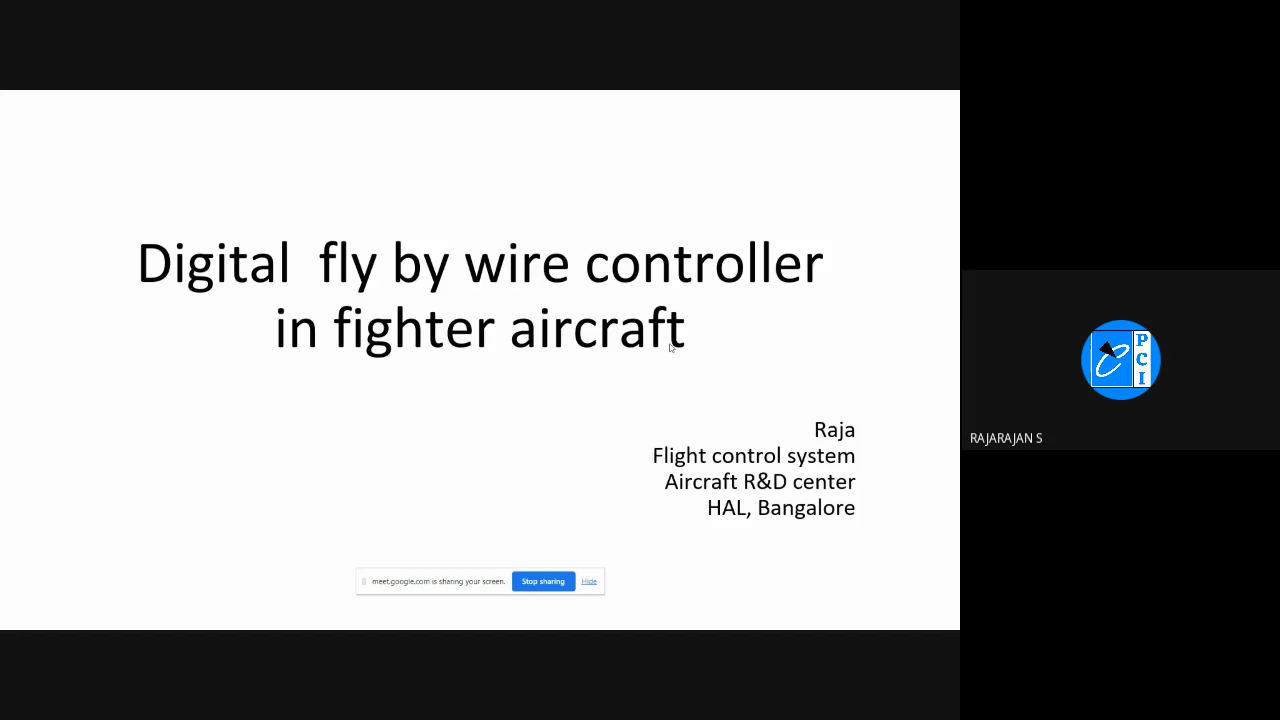 Digital  fly by wire controller
in fighter aircraft
Raja
Flight control system
Aircraft R&D center
HAL, Bangalore
meet.google.com is sharing your screen. Stop sharing Hide
P
C
I
RAJARAJAN S